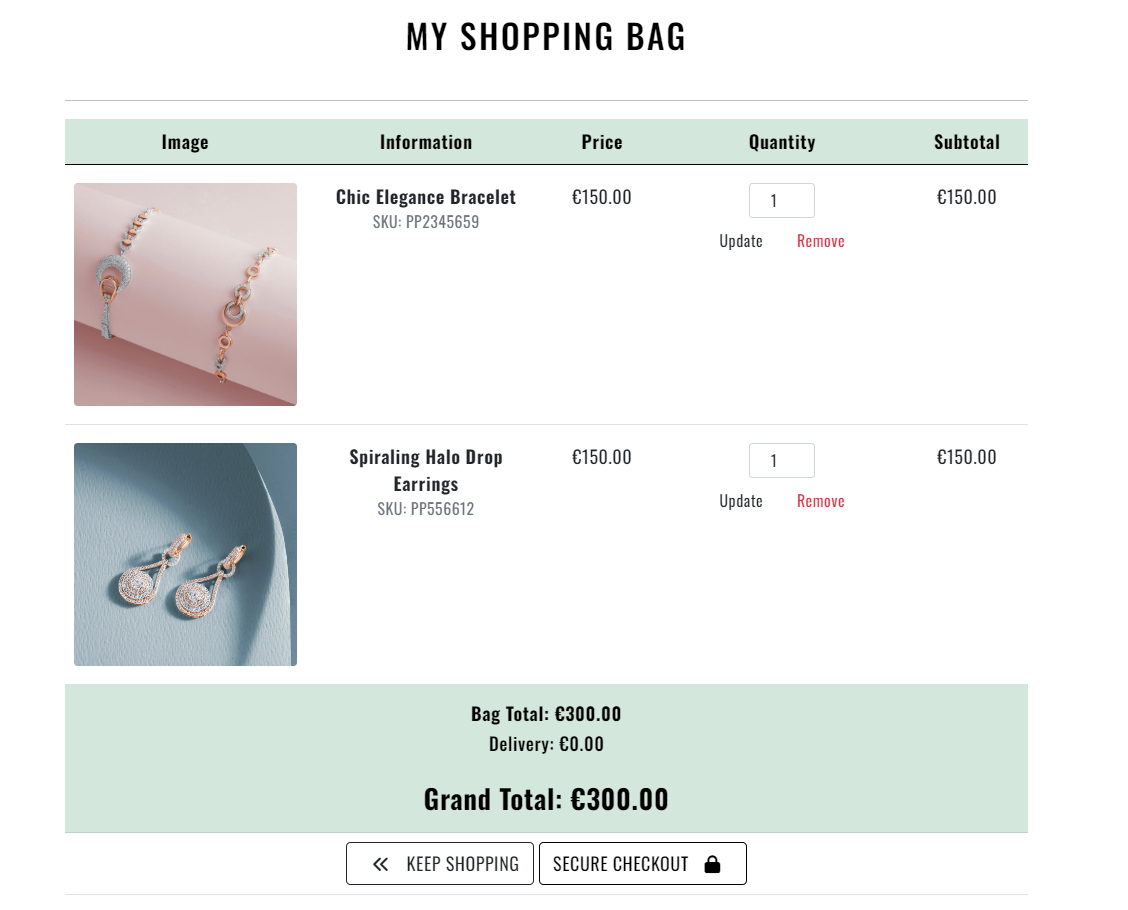 MY SHOPPING BAG
Image Information Price Quantity Subtotal
Chic Elegance Bracelet €150.00 1 €150.00
SKU: PP2345659
Update Remove
Spiraling Halo Drop €150.00 1 €150.00
Earrings
SKU: PP556612
Update Remove
Bag Total: €300.00
Delivery: €0.00
Grand Total: €300.00
KEEP SHOPPING SECURE CHECKOUT